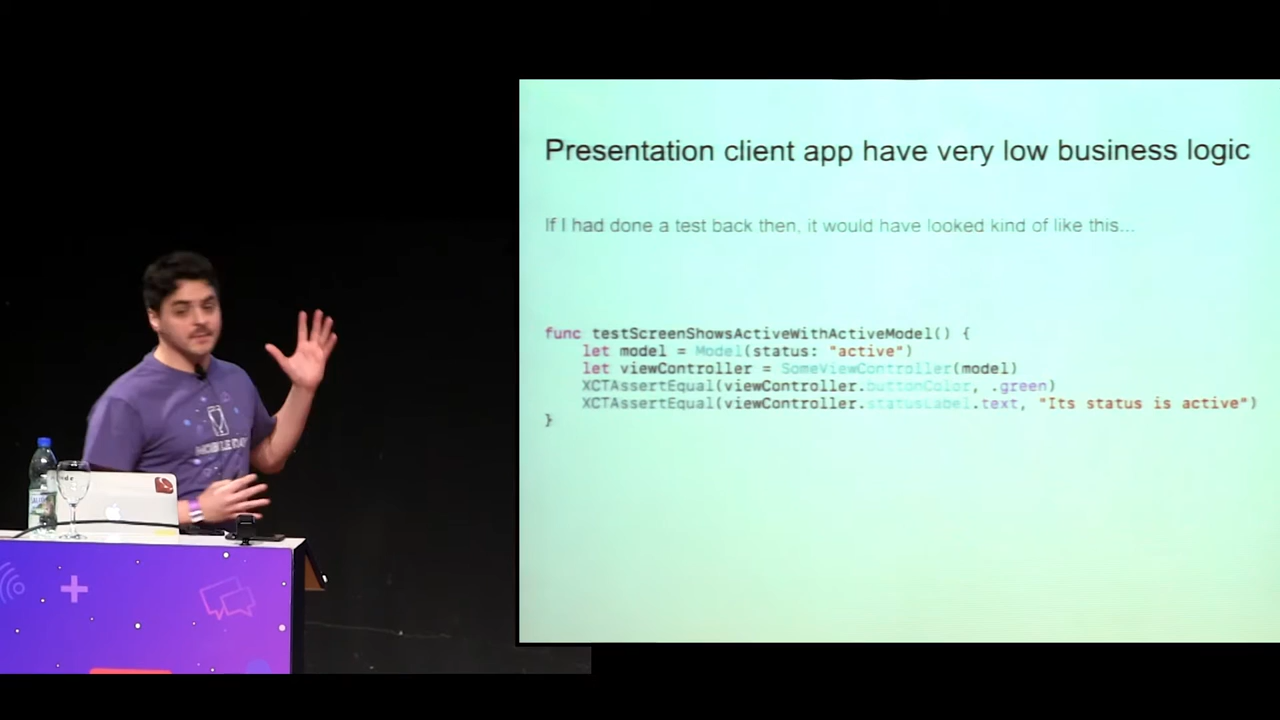 Presentation client app have very low business logic
If I had done a test back then, it would have looked kind of like this...
func testScreenShowsActiveWithActiveModel() {
let model = Model(status: "active")
let viewController = SomeViewController(model)
XCTAssertEqual(viewController.buttonColor, .green)
XCTAssertEqual(viewController.statusLabel.text, "Its status is active")
}